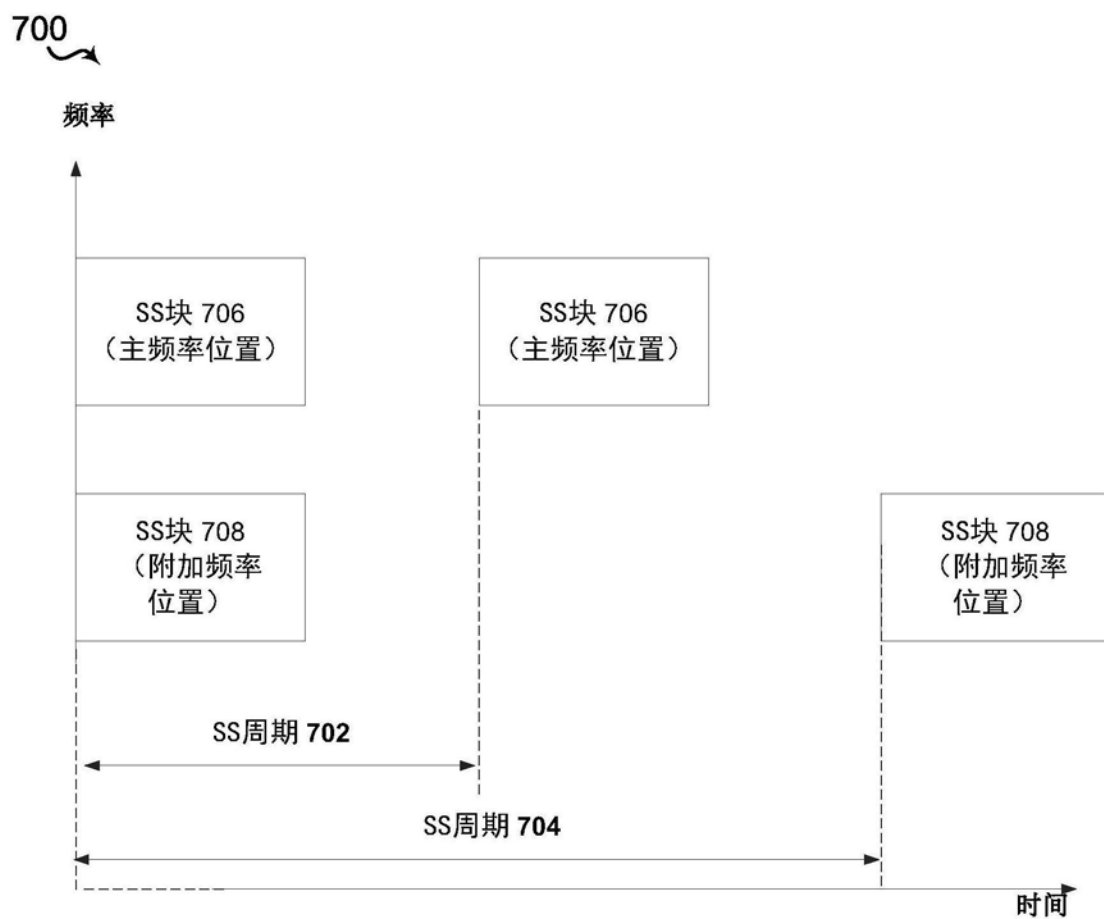 700
频率
SS块 706
（主频率位置）
SS块 706
（主频率位置）
SS块 708
（附加频率
位置）
SS块 708
（附加频率
位置）
SS周期 702
SS周期 704
时间